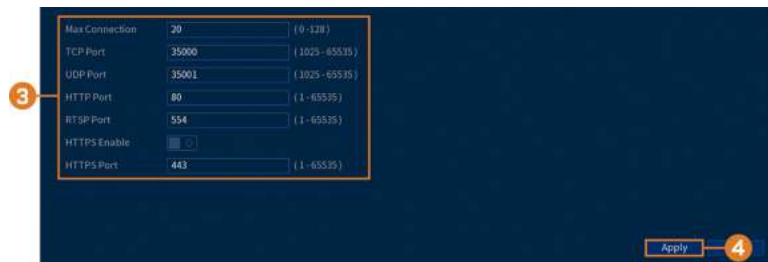 Max Connection 20 (0-128)
TCP Port 35000 (1025-65535)
UDP Port 35001 (1025-65535)
3 HTTP Port 80 (1-65535)
RTSP Port 554 (1-65535)
HTTPS Enable
HTTPS Port 443 (1-65535)
Apply 4